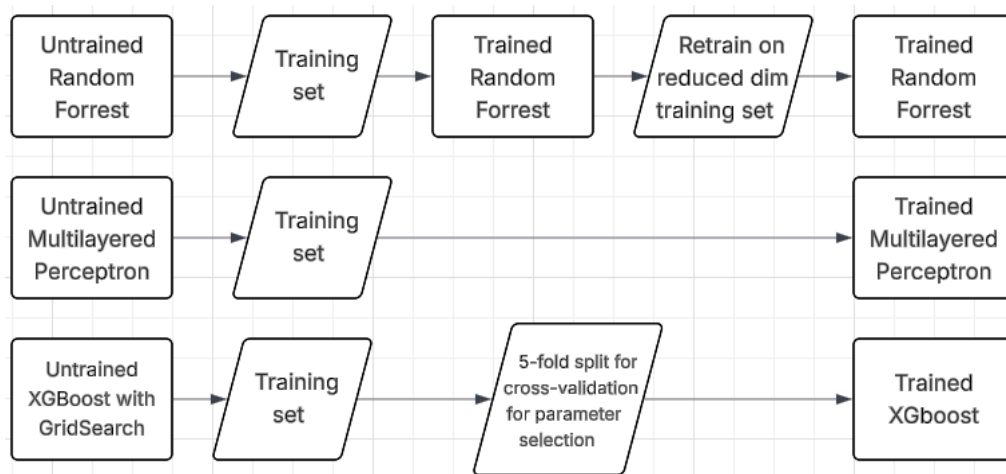 Untrained
Random
Forrest
Training
set
Trained
Random
Forrest
Retrain on
reduced dim
training set
Trained
Random
Forrest
Untrained
Multilayered
Perceptron
Training
set
Trained
Multilayered
Perceptron
Untrained
XGBoost with
GridSearch
Training
set
5-fold split for
cross-validation
for parameter
selection
Trained
XGboost